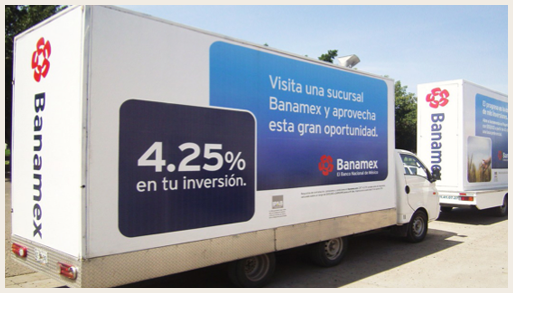 Banamex
4.25%
en tu inversión.
Visita una sucursal
Banamex y aprovecha
esta gran oportunidad.
Banamex
El Banco Nacional de México
Banamex